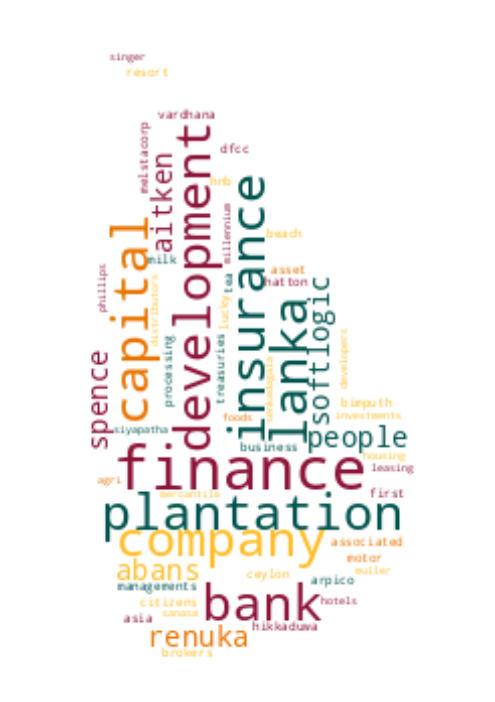 singer
resort
vardhana
melstacorp
development
dfcc
aitken
hnb
insurance
millennium
capital
beach
milk
asset
hatton
tea
phillips
distributors
lucky
lanka
softlogic
processing
treasuries
developers
spence
bimputh
foods
investments
siyapatha
people
business
finance
housing
leasing
agri
mercantile
first
plantation
company
associated
motor
abans
ceylon
muller
arpico
managements
bank
citizens
hotels
sanasa
asia
hikkaduwa
renuka
brokers